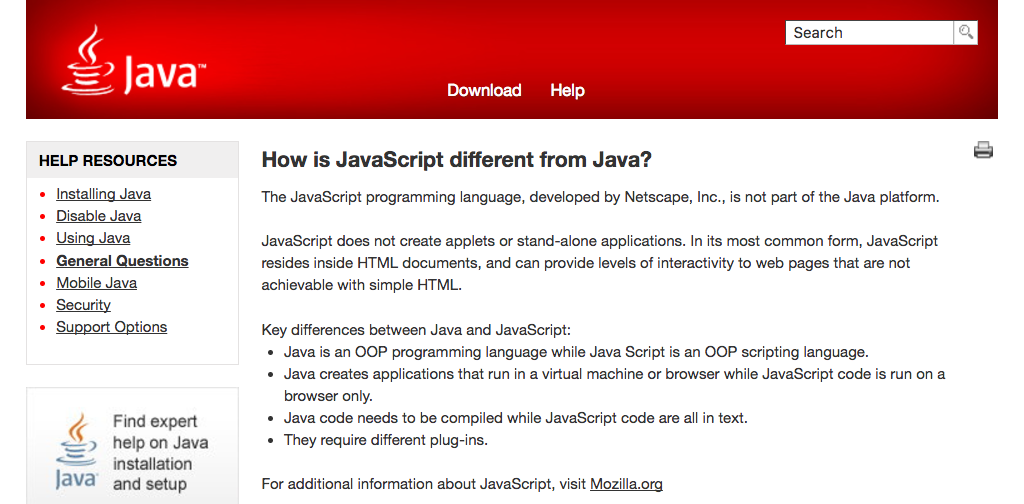 Java™
Search
Download Help
HELP RESOURCES
Installing Java
Disable Java
Using Java
General Questions
Mobile Java
Security
Support Options
Find expert
help on Java
installation
and setup
Java
How is JavaScript different from Java?
The JavaScript programming language, developed by Netscape, Inc., is not part of the Java platform.
JavaScript does not create applets or stand-alone applications. In its most common form, JavaScript
resides inside HTML documents, and can provide levels of interactivity to web pages that are not
achievable with simple HTML.
Key differences between Java and JavaScript:
• Java is an OOP programming language while Java Script is an OOP scripting language.
• Java creates applications that run in a virtual machine or browser while JavaScript code is run on a
browser only.
• Java code needs to be compiled while JavaScript code are all in text.
• They require different plug-ins.
For additional information about JavaScript, visit Mozilla.org